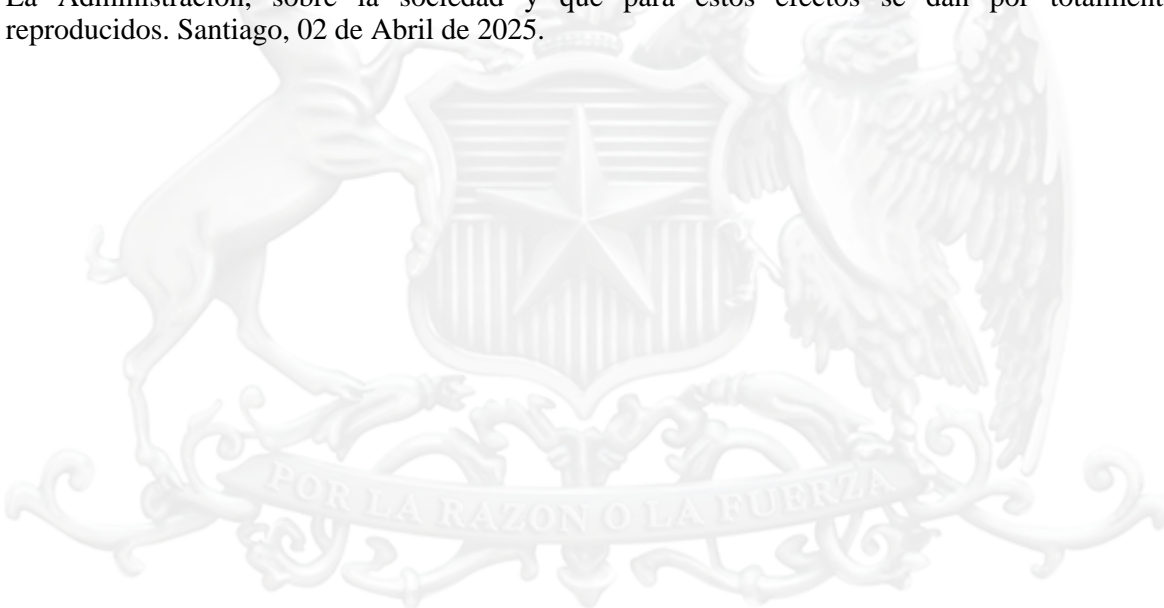 La Administración, sobre la sociedad y que para estos efectos se dan por totalment
reproducidos. Santiago, 02 de Abril de 2025.
POR LA RAZON O LA FUERZA